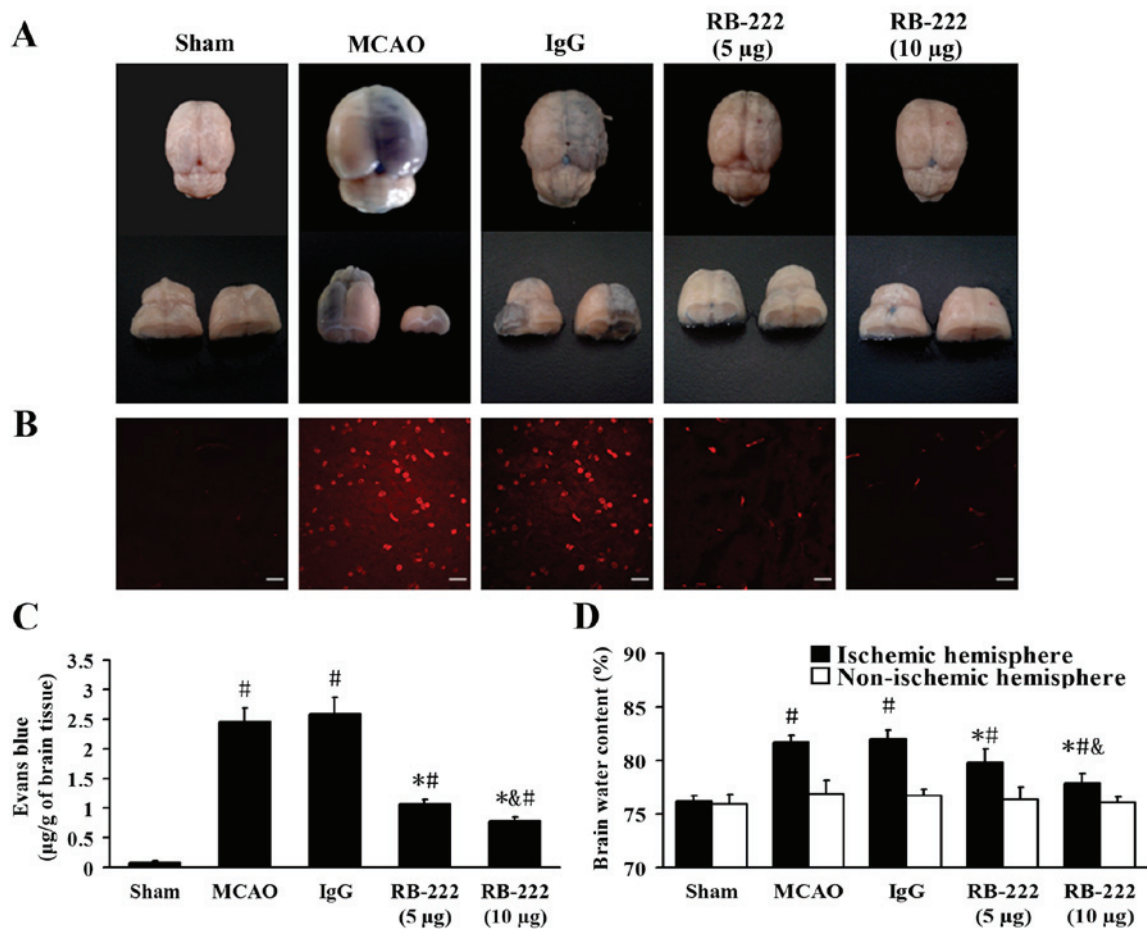 A
Sham
MCAO
IgG
RB-222
(5 µg)
RB-222
(10 µg)
B
C
Evans blue
(µg/g of brain tissue)
3.5
3
2.5
2
1.5
1
0.5
0
#
#
*#
*&#
Sham
MCAO
IgG
RB-222
(5 µg)
RB-222
(10 µg)
D
Brain water content (%)
90
85
80
75
70
Ischemic hemisphere
Non-ischemic hemisphere
#
#
*#
*#&
Sham
MCAO
IgG
RB-222
(5 µg)
RB-222
(10 µg)